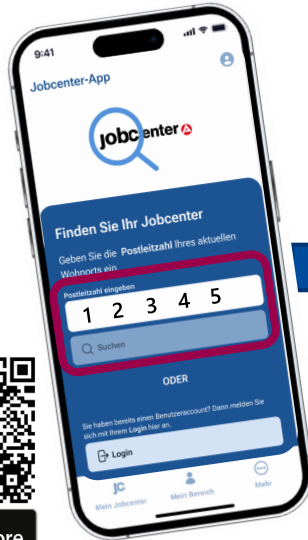 9:41
Jobcenter-App
jobcenter
Finden Sie Ihr Jobcenter
Geben Sie die Postleitzahl Ihres aktuellen
Wohnorts ein.
Postleitzahl eingeben
1 2 3 4 5
Suchen
ODER
Sie haben bereits einen Benutzeraccount? Dann melden Sie
sich mit Ihrem Login hier an.
Login
JC
Mein Jobcenter
Mein Bereich
Mehr